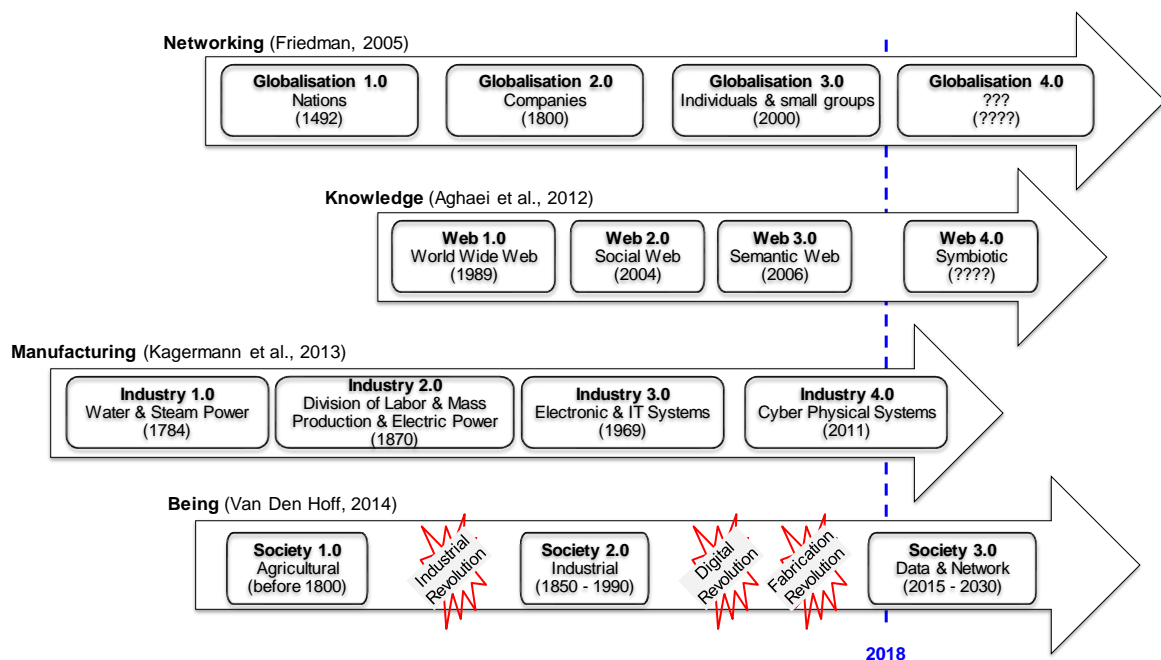 Networking (Friedman, 2005)
Globalisation 1.0
Nations
(1492)
Globalisation 2.0
Companies
(1800)
Globalisation 3.0
Individuals & small groups
(2000)
Globalisation 4.0
???
(????)
Knowledge (Aghaei et al., 2012)
Web 1.0
World Wide Web
(1989)
Web 2.0
Social Web
(2004)
Web 3.0
Semantic Web
(2006)
Web 4.0
Symbiotic
(????)
Manufacturing (Kagermann et al., 2013)
Industry 1.0
Water & Steam Power
(1784)
Industry 2.0
Division of Labor & Mass
Production & Electric Power
(1870)
Industry 3.0
Electronic & IT Systems
(1969)
Industry 4.0
Cyber Physical Systems
(2011)
Being (Van Den Hoff, 2014)
Society 1.0
Agricultural
(before 1800)
Industrial
Revolution
Society 2.0
Industrial
(1850 - 1990)
Digital
Revolution
Fabrication
Revolution
Society 3.0
Data & Network
(2015 - 2030)
2018